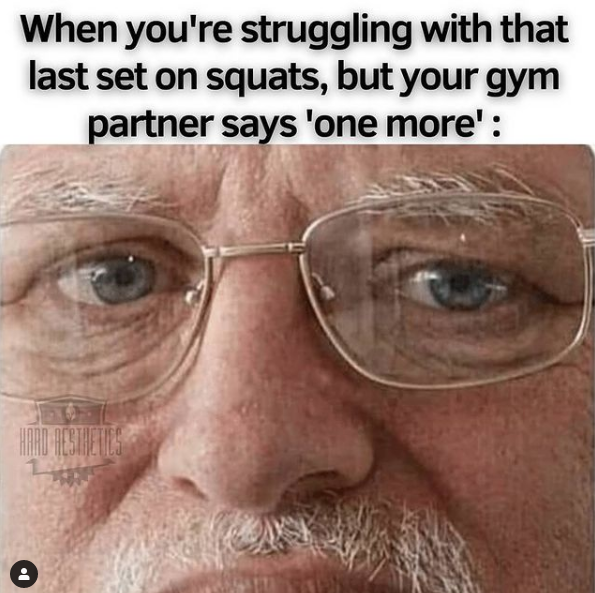 When you're struggling with that
last set on squats, but your gym
partner says 'one more' :
HARD AESTHETICS